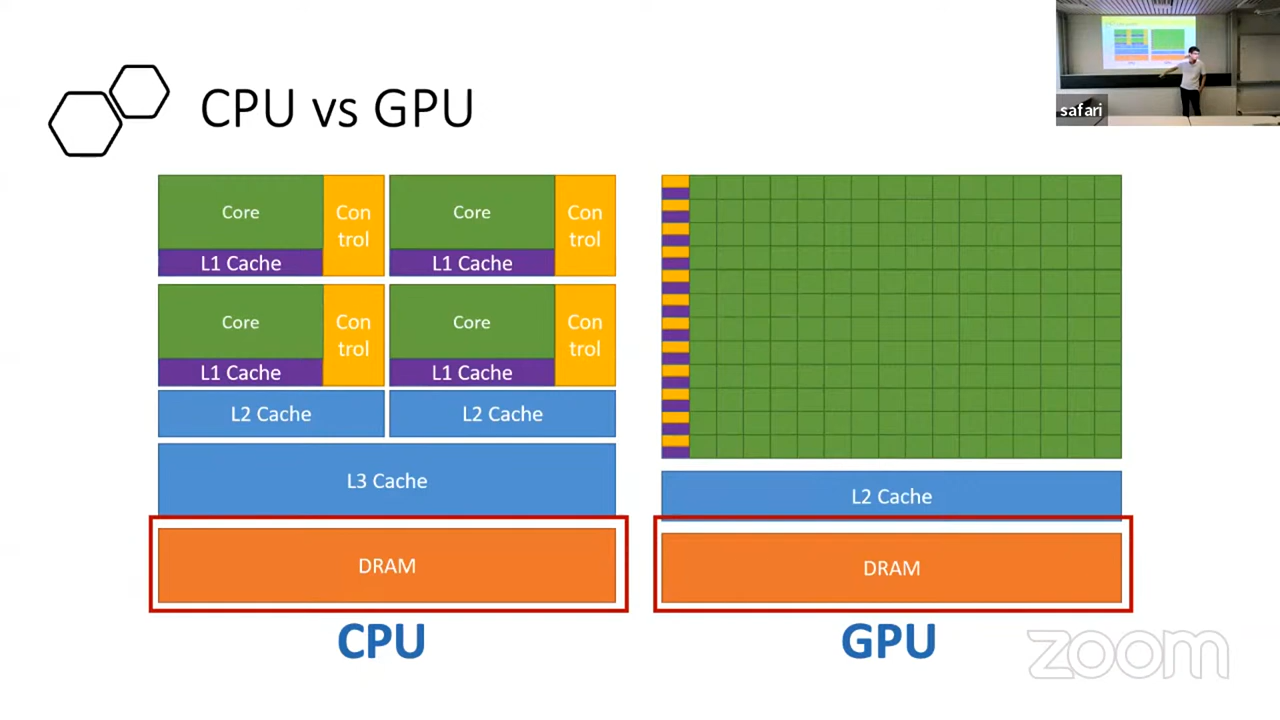 safari
CPU vs GPU
Core
Con
trol
L1 Cache
Core
Con
trol
L1 Cache
Core
Con
trol
L1 Cache
Core
Con
trol
L1 Cache
L2 Cache
L2 Cache
L3 Cache
DRAM
CPU
L2 Cache
DRAM
GPU
zoom